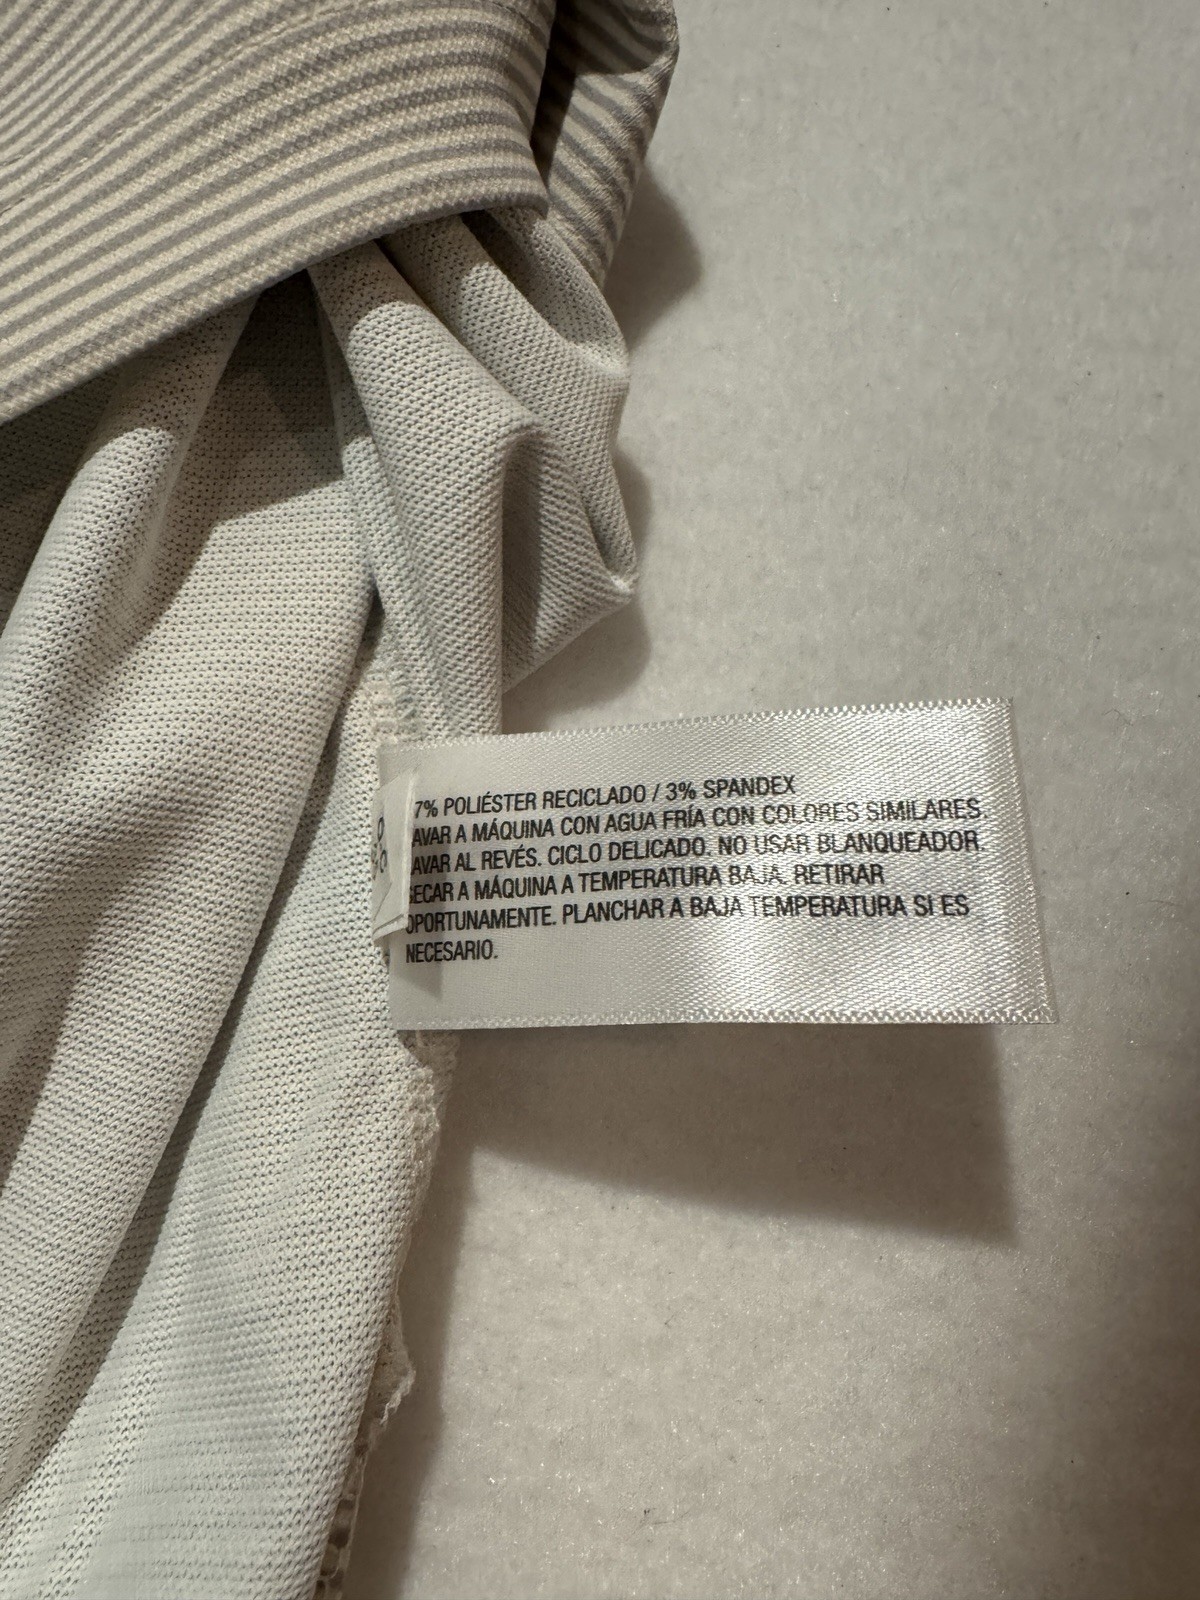 7% POLIÉSTER RECICLADO / 3% SPANDEX
AVAR A MÁQUINA CON AGUA FRÍA CON COLORES SIMILARES.
LAVAR AL REVÉS. CICLO DELICADO. NO USAR BLANQUEADOR.
SECAR A MÁQUINA A TEMPERATURA BAJA. RETIRAR
OPORTUNAMENTE. PLANCHAR A BAJA TEMPERATURA SI ES
NECESARIO.